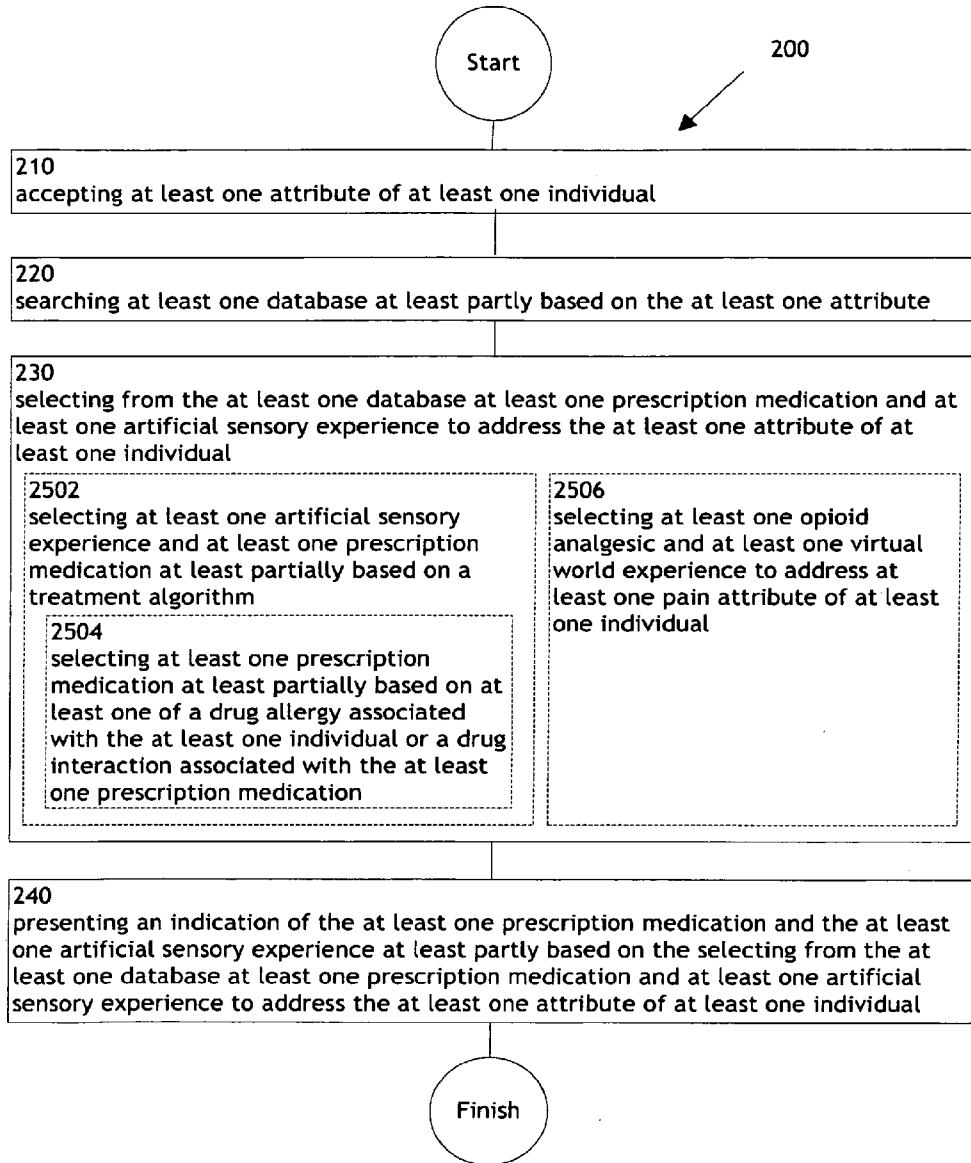 Start
200
210
accepting at least one attribute of at least one individual
220
searching at least one database at least partly based on the at least one attribute
230
selecting from the at least one database at least one prescription medication and at
least one artificial sensory experience to address the at least one attribute of at
least one individual
2502
selecting at least one artificial sensory
experience and at least one prescription
medication at least partially based on a
treatment algorithm
2504
selecting at least one prescription
medication at least partially based on at
least one of a drug allergy associated
with the at least one individual or a drug
interaction associated with the at least
one prescription medication
2506
selecting at least one opioid
analgesic and at least one virtual
world experience to address at
least one pain attribute of at least
one individual
240
presenting an indication of the at least one prescription medication and the at least
one artificial sensory experience at least partly based on the selecting from the at
least one database at least one prescription medication and at least one artificial
sensory experience to address the at least one attribute of at least one individual
Finish